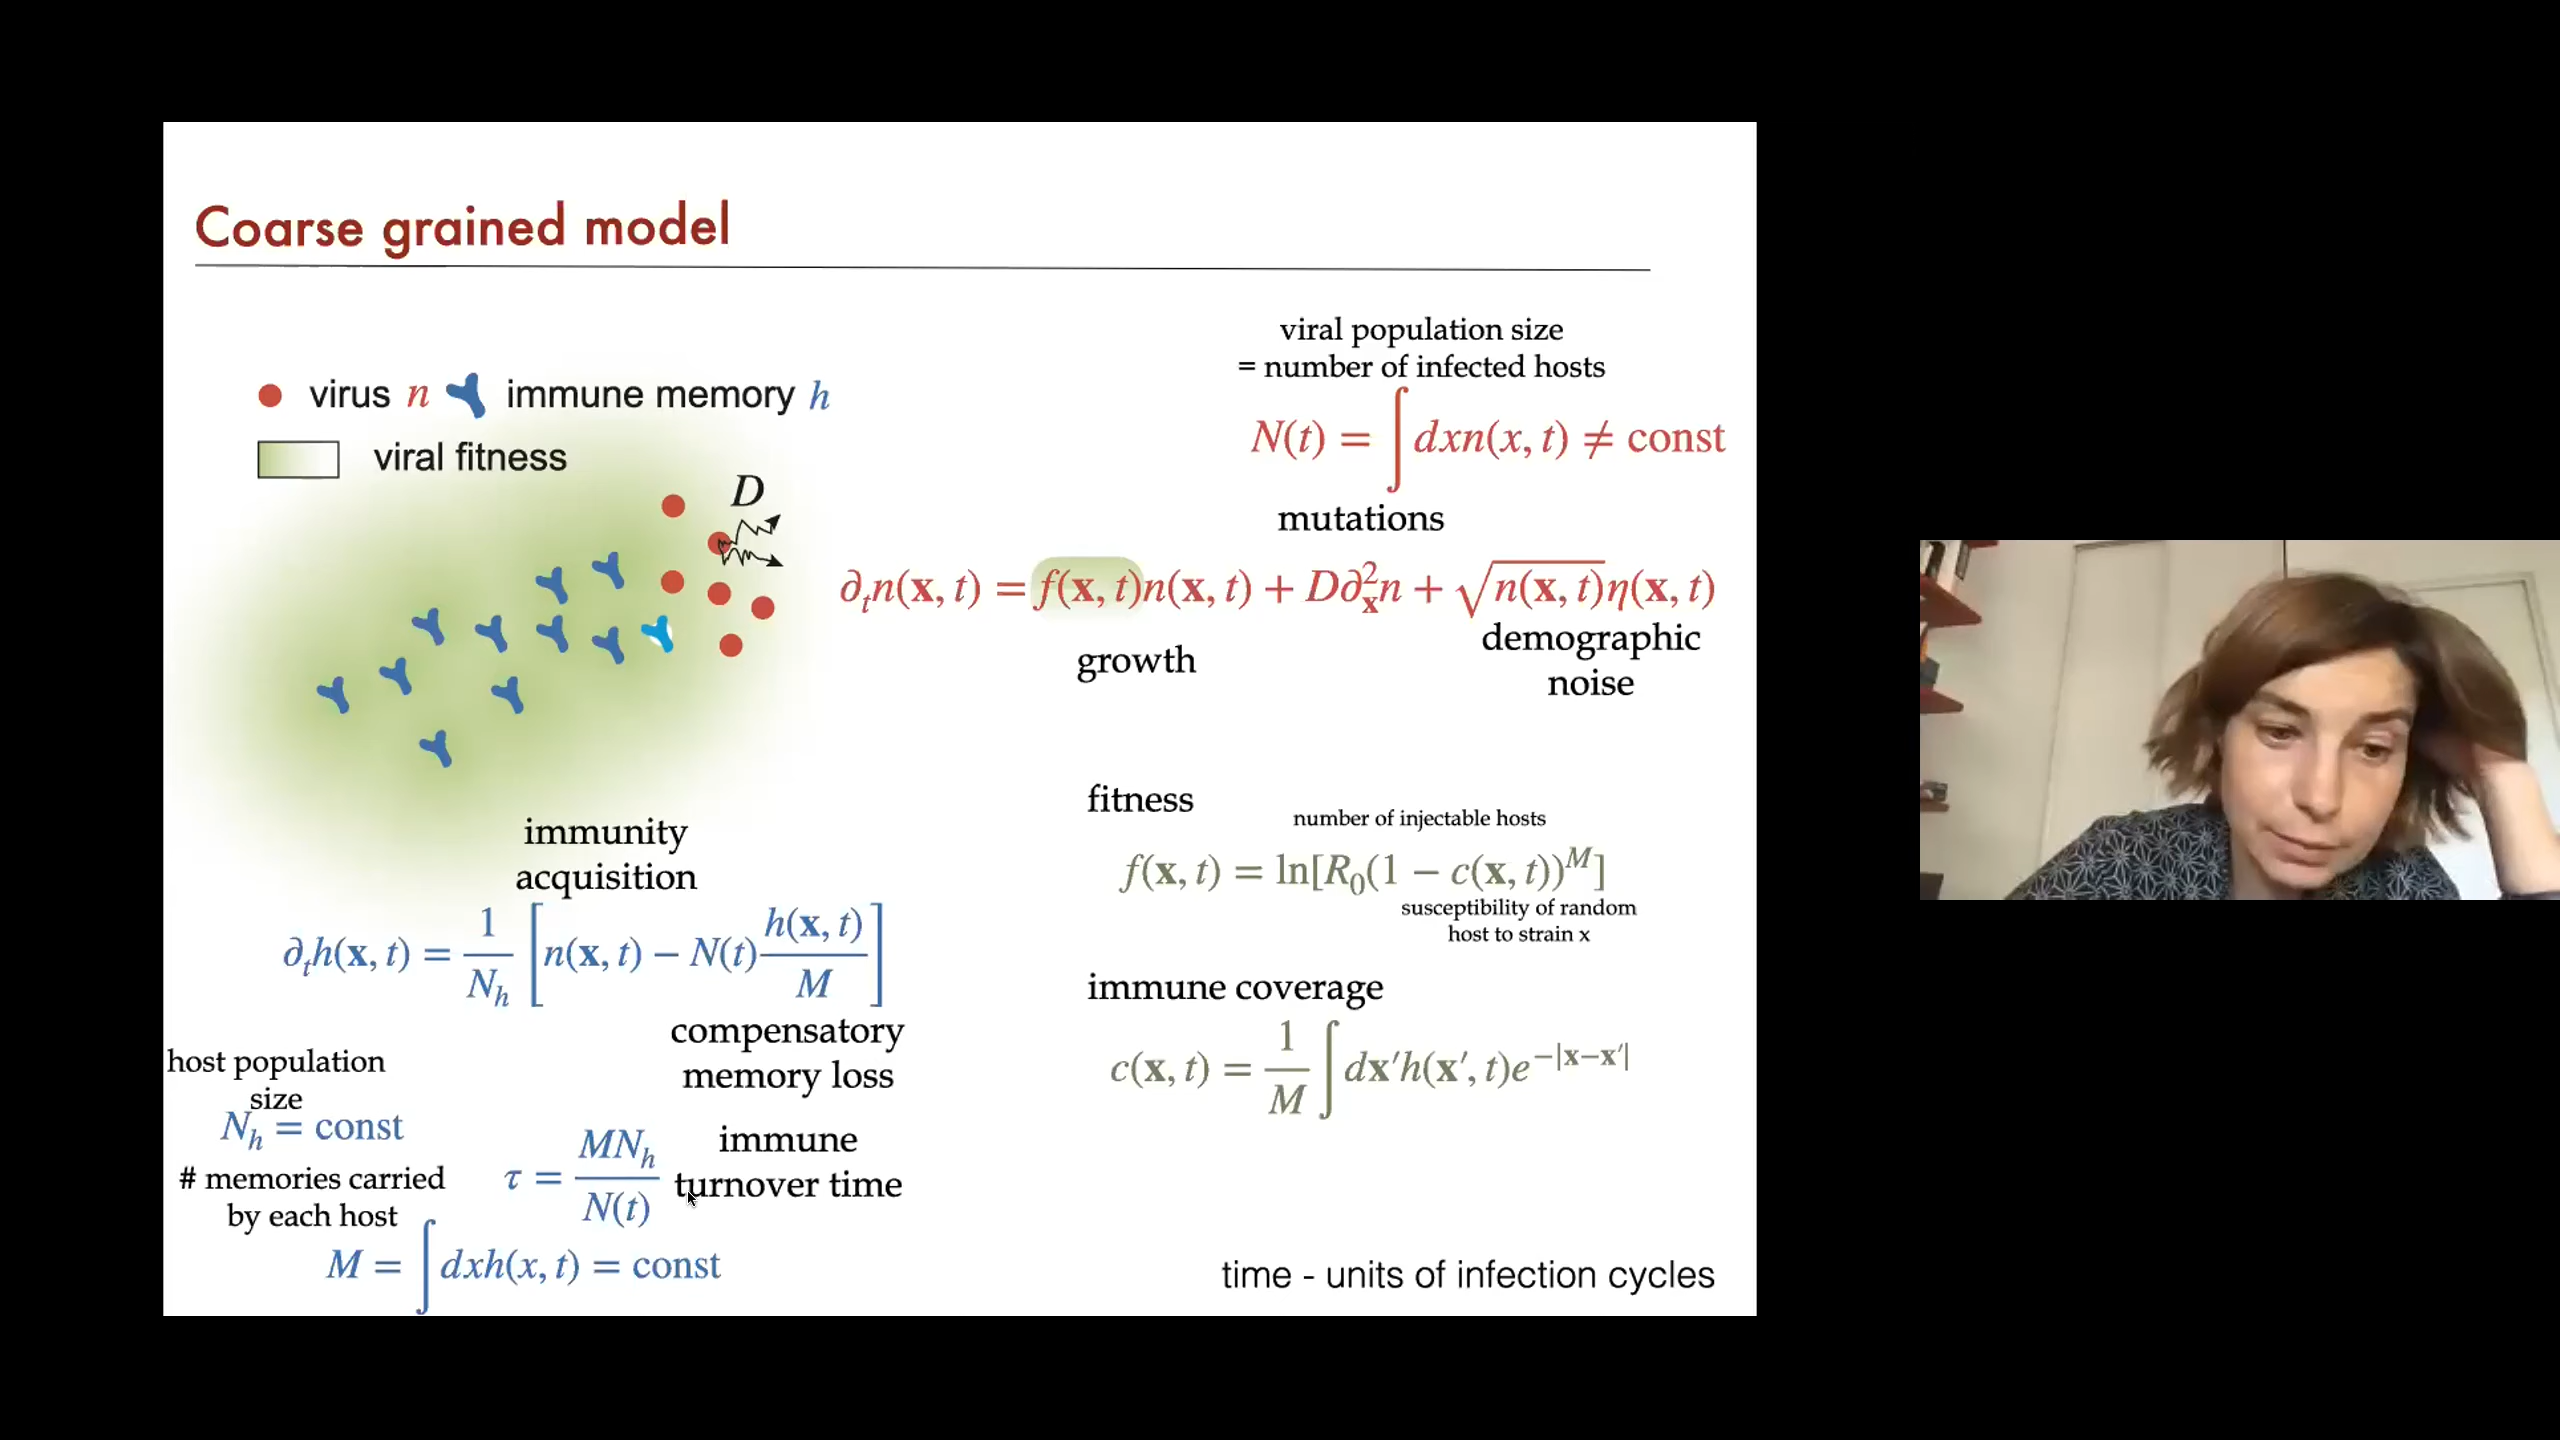 Coarse grained model
virus n immune memory h
viral fitness
D
viral population size
= number of infected hosts
N(t) = ∫ dxn(x, t) ≠ const
mutations
∂ₜn(x, t) = f(x, t)n(x, t) + D∂ₓ²n + √n(x, t)η(x, t)
growth
demographic
noise
fitness
number of injectable hosts
f(x, t) = ln[R₀(1 − c(x, t))ᴹ]
susceptibility of random
host to strain x
immune coverage
c(x, t) = 1/M ∫ dx′h(x′, t)e^−|x−x′|
immunity
acquisition
∂ₜh(x, t) = 1/Nₕ [n(x, t) − N(t) h(x, t)/M]
compensatory
memory loss
host population
size
Nₕ = const
τ = MNₕ/N(t)
immune
turnover time
# memories carried
by each host
M = ∫ dxh(x, t) = const
time - units of infection cycles